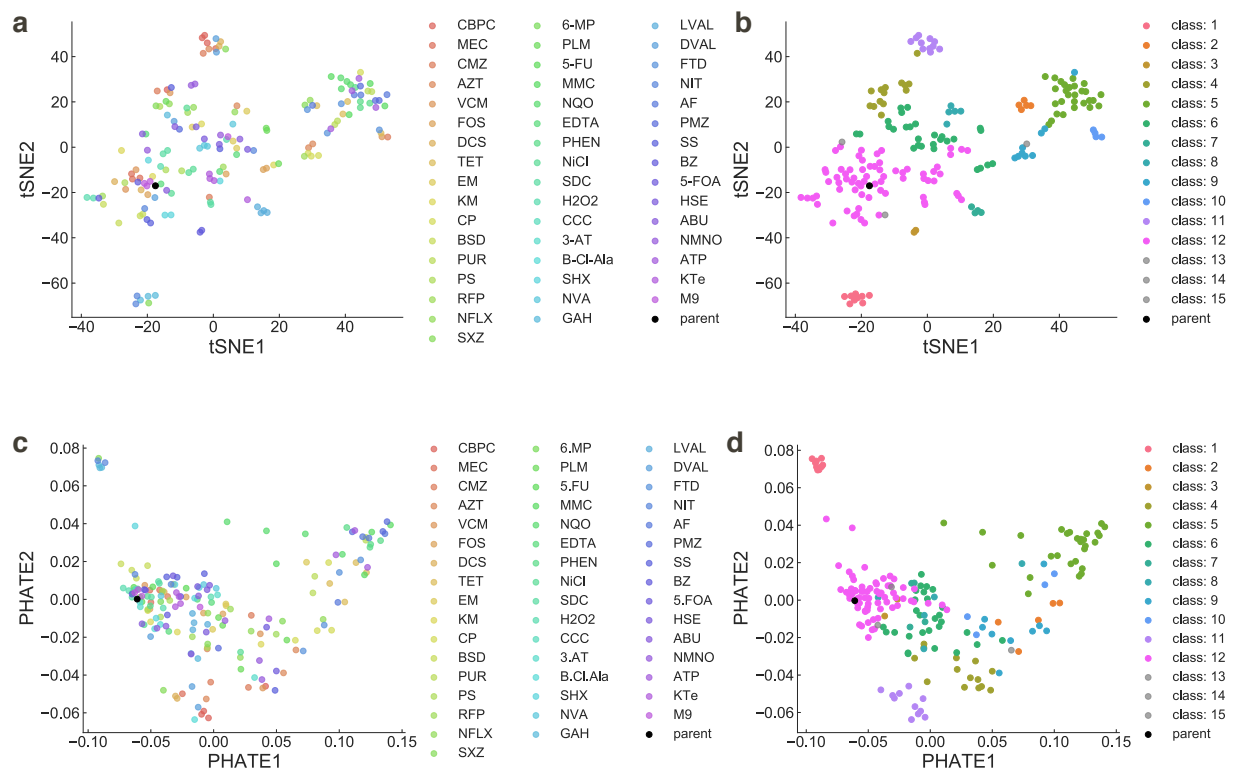 a
CBPC 6-MP LVAL
MEC PLM DVAL
CMZ 5-FU FTD
AZT MMC NIT
VCM NQO AF
FOS EDTA PMZ
DCS PHEN SS
TET NiCl BZ
EM SDC 5-FOA
KM H2O2 HSE
CP CCC ABU
BSD 3-AT NMNO
PUR B-Cl-Ala ATP
PS SHX KTe
RFP NVA M9
NFLX GAH parent
SXZ
tSNE2
40
20
0
−20
−40
−60
−40 −20 0 20 40
tSNE1
b
class: 1
class: 2
class: 3
class: 4
class: 5
class: 6
class: 7
class: 8
class: 9
class: 10
class: 11
class: 12
class: 13
class: 14
class: 15
parent
tSNE2
40
20
0
−20
−40
−60
−40 −20 0 20 40
tSNE1
c
CBPC 6.MP LVAL
MEC PLM DVAL
CMZ 5.FU FTD
AZT MMC NIT
VCM NQO AF
FOS EDTA PMZ
DCS PHEN SS
TET NiCl BZ
EM SDC 5.FOA
KM H2O2 HSE
CP CCC ABU
BSD 3.AT NMNO
PUR B.Cl.Ala ATP
PS SHX KTe
RFP NVA M9
NFLX GAH parent
SXZ
PHATE2
0.08
0.06
0.04
0.02
0.00
−0.02
−0.04
−0.06
−0.10 −0.05 0.00 0.05 0.10 0.15
PHATE1
d
class: 1
class: 2
class: 3
class: 4
class: 5
class: 6
class: 7
class: 8
class: 9
class: 10
class: 11
class: 12
class: 13
class: 14
class: 15
parent
PHATE2
0.08
0.06
0.04
0.02
0.00
−0.02
−0.04
−0.06
−0.10 −0.05 0.00 0.05 0.10 0.15
PHATE1